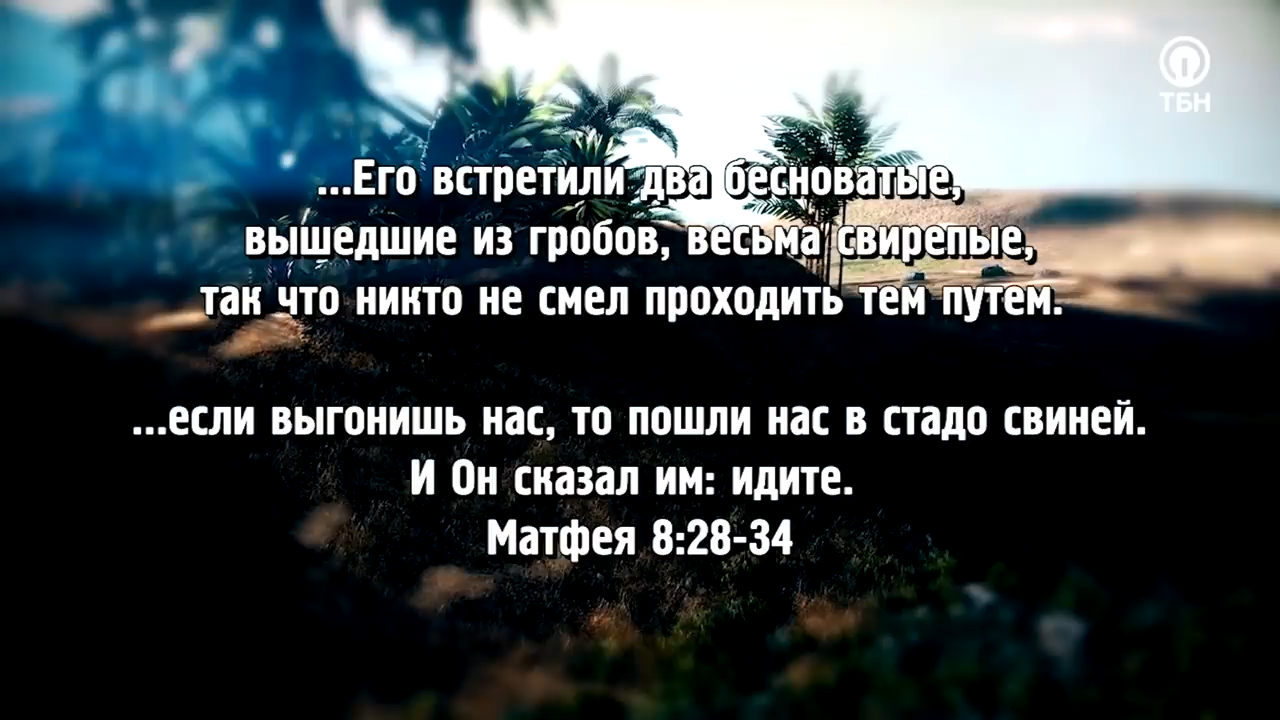 ТБН
...Его встретили два бесноватые,
вышедшие из гробов, весьма свирепые,
так что никто не смел проходить тем путем.
...если выгонишь нас, то пошли нас в стадо свиней.
И Он сказал им: идите.
Матфея 8:28-34